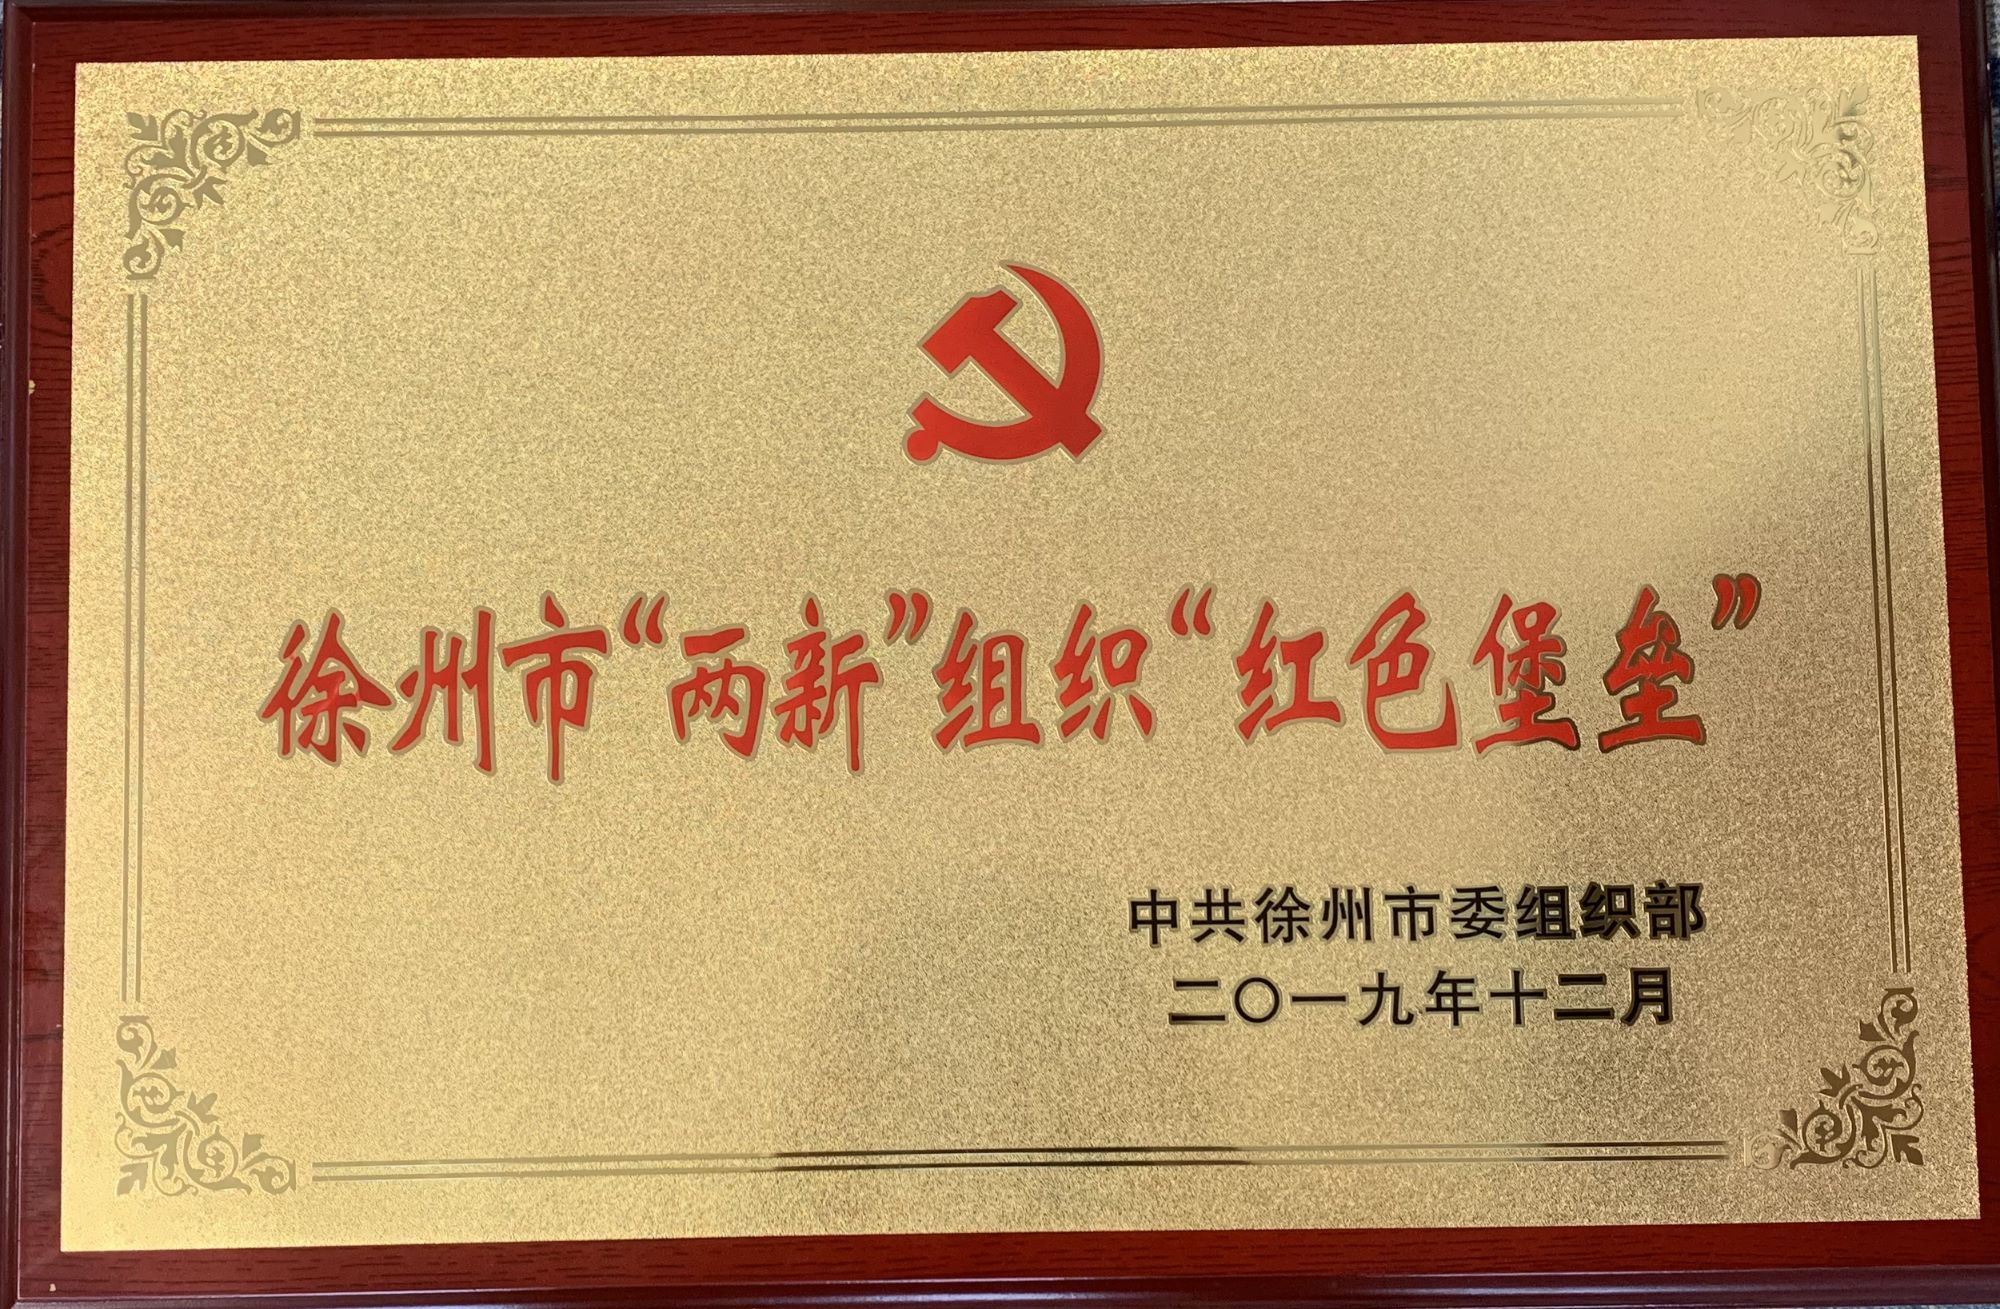 徐州市“两新”组织“红色堡垒”
中共徐州市委组织部
二〇一九年十二月